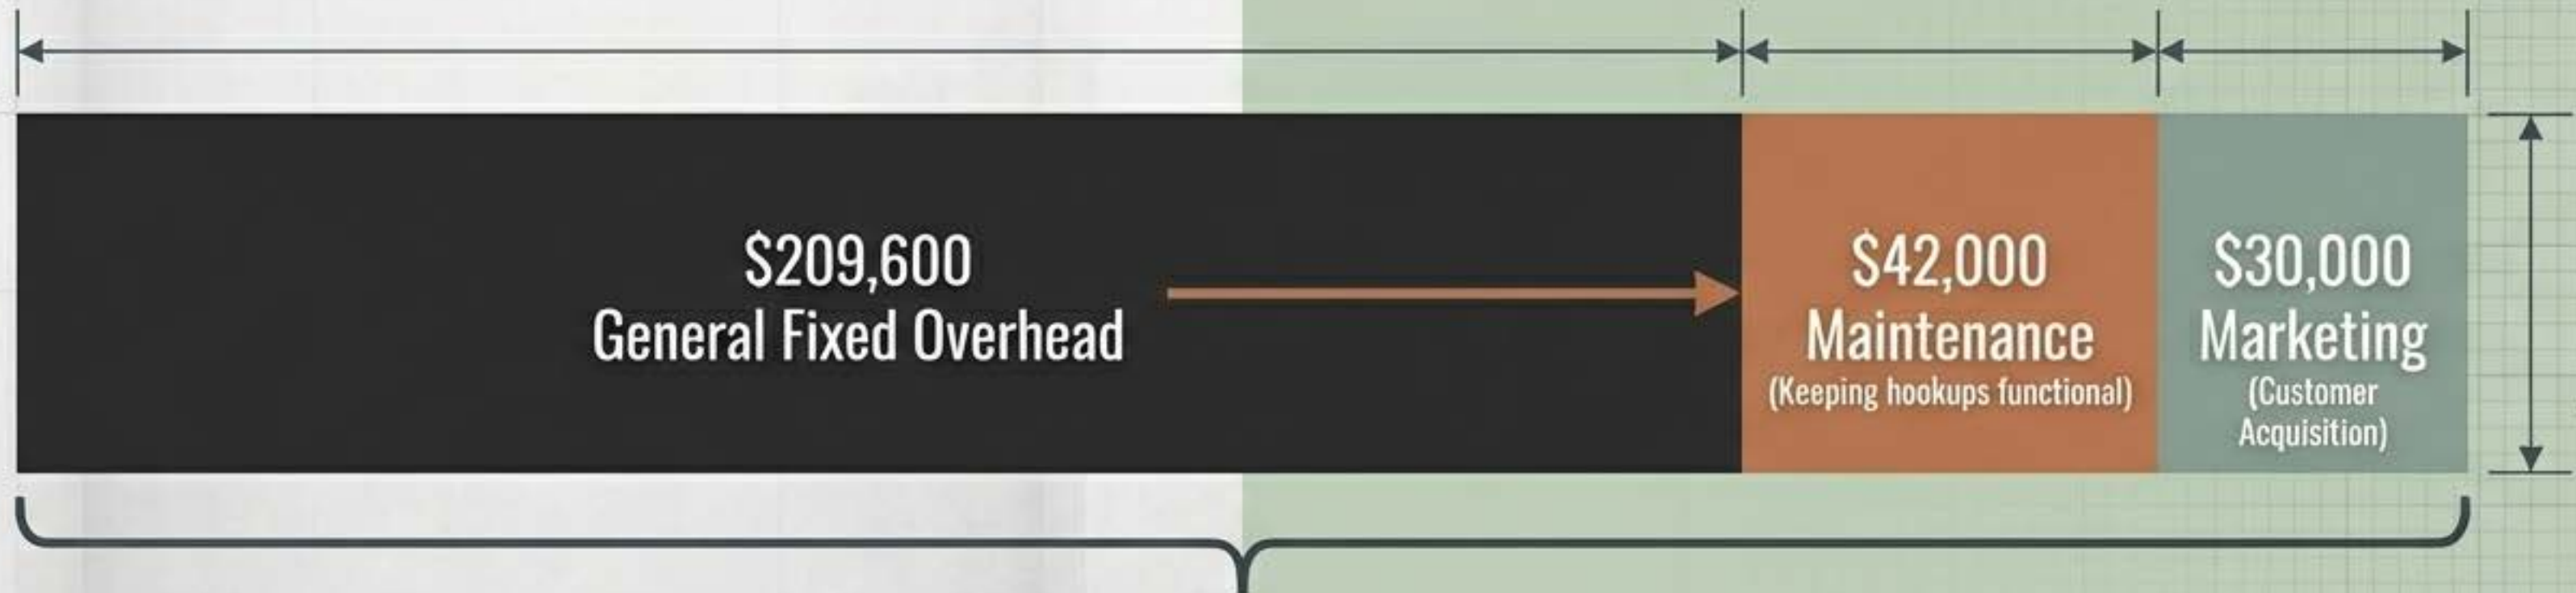 $209,600
General Fixed Overhead
$42,000
Maintenance
(Keeping hookups functional)
$30,000
Marketing
(Customer
Acquisition)